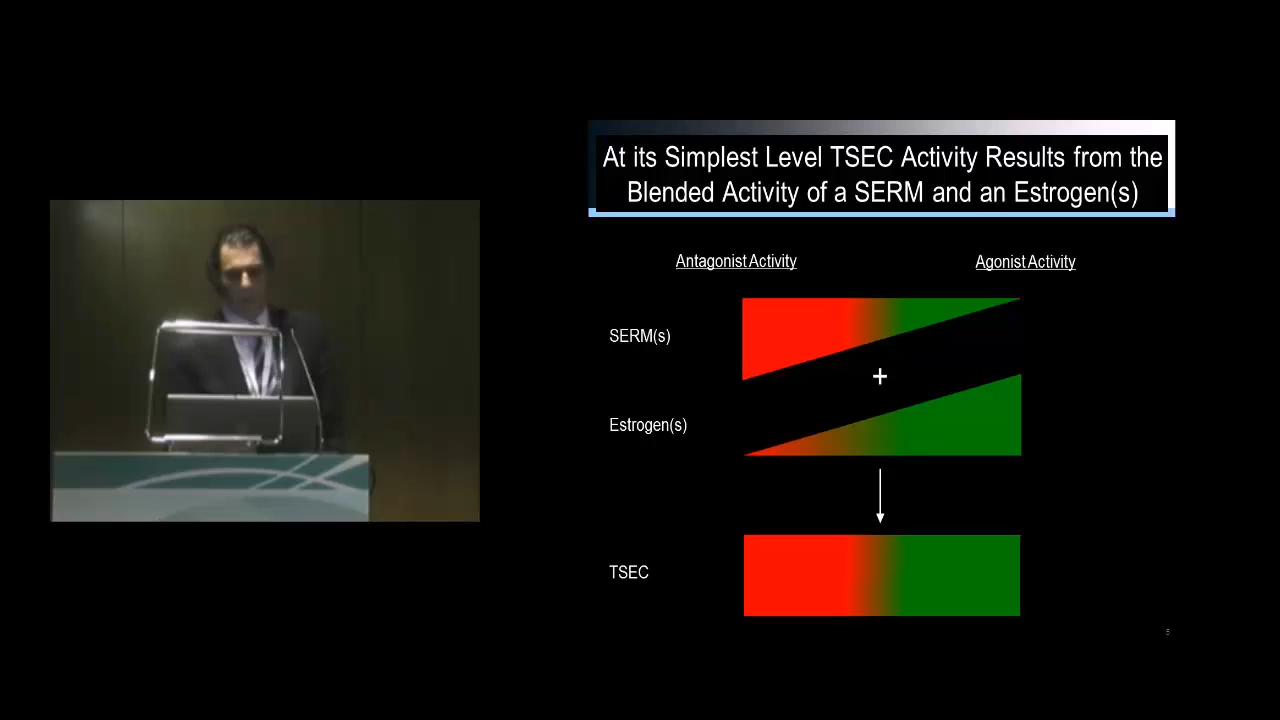 At its Simplest Level TSEC Activity Results from the
Blended Activity of a SERM and an Estrogen(s)
Antagonist Activity
Agonist Activity
SERM(s)
+
Estrogen(s)
TSEC
5